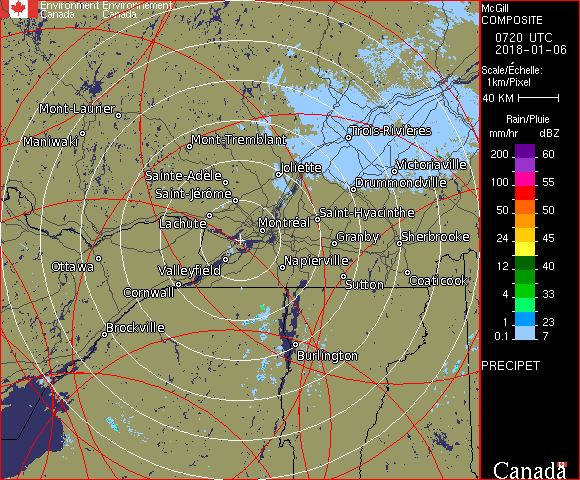 Environment Environnement
Canada Canada
McGill
COMPOSITE
0720 UTC
2018-01-06
Scale/Échelle:
1km/Pixel
40 KM
Rain/Pluie
mm/hr dBZ
200 60
100 55
50 50
24 45
12 40
4 33
1 23
0.1 7
PRECIPET
Canada
Mont-Laurier
Maniwaki
Mont-Tremblant
Trois-Rivières
Joliette
Victoriaville
Sainte-Adèle
Drummondville
Saint-Jérôme
Lachute
Saint-Hyacinthe
Montréal
Granby
Sherbrooke
Ottawa
Valleyfield
Napierville
Sutton
Coaticook
Cornwall
Brockville
Burlington